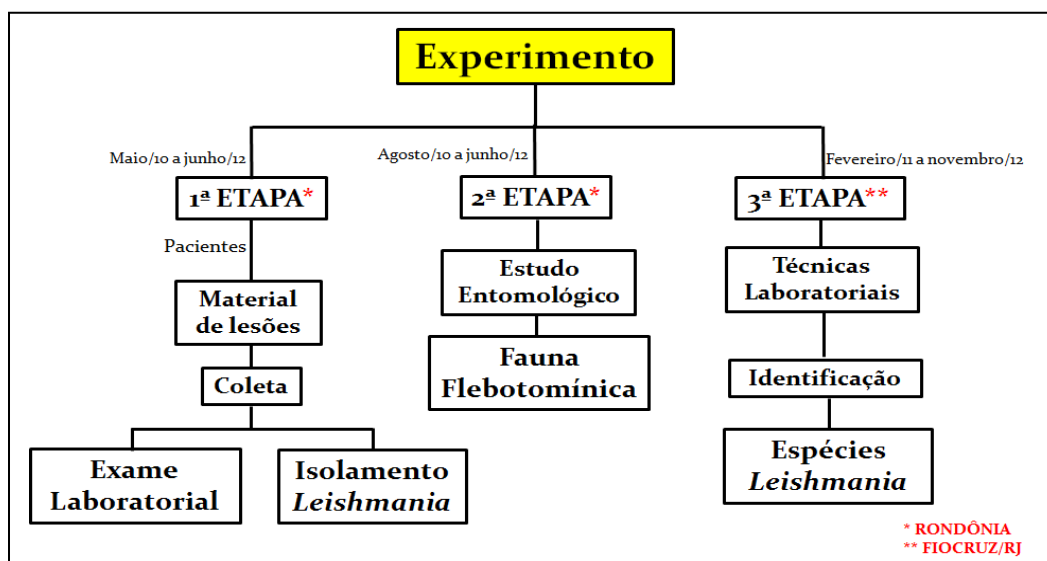 Experimento
Maio/10 a junho/12
1ª ETAPA*
Pacientes
Material
de lesões
Coleta
Exame
Laboratorial
Isolamento
Leishmania
Agosto/10 a junho/12
2ª ETAPA*
Estudo
Entomológico
Fauna
Flebotomínica
Fevereiro/11 a novembro/12
3ª ETAPA**
Técnicas
Laboratoriais
Identificação
Espécies
Leishmania
* RONDÔNIA
** FIOCRUZ/RJ